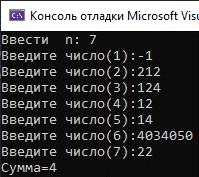 Консоль отладки Microsoft Visu
Ввести  n: 7
Введите число(1):-1
Введите число(2):212
Введите число(3):124
Введите число(4):12
Введите число(5):14
Введите число(6):4034050
Введите число(7):22
Сумма=4